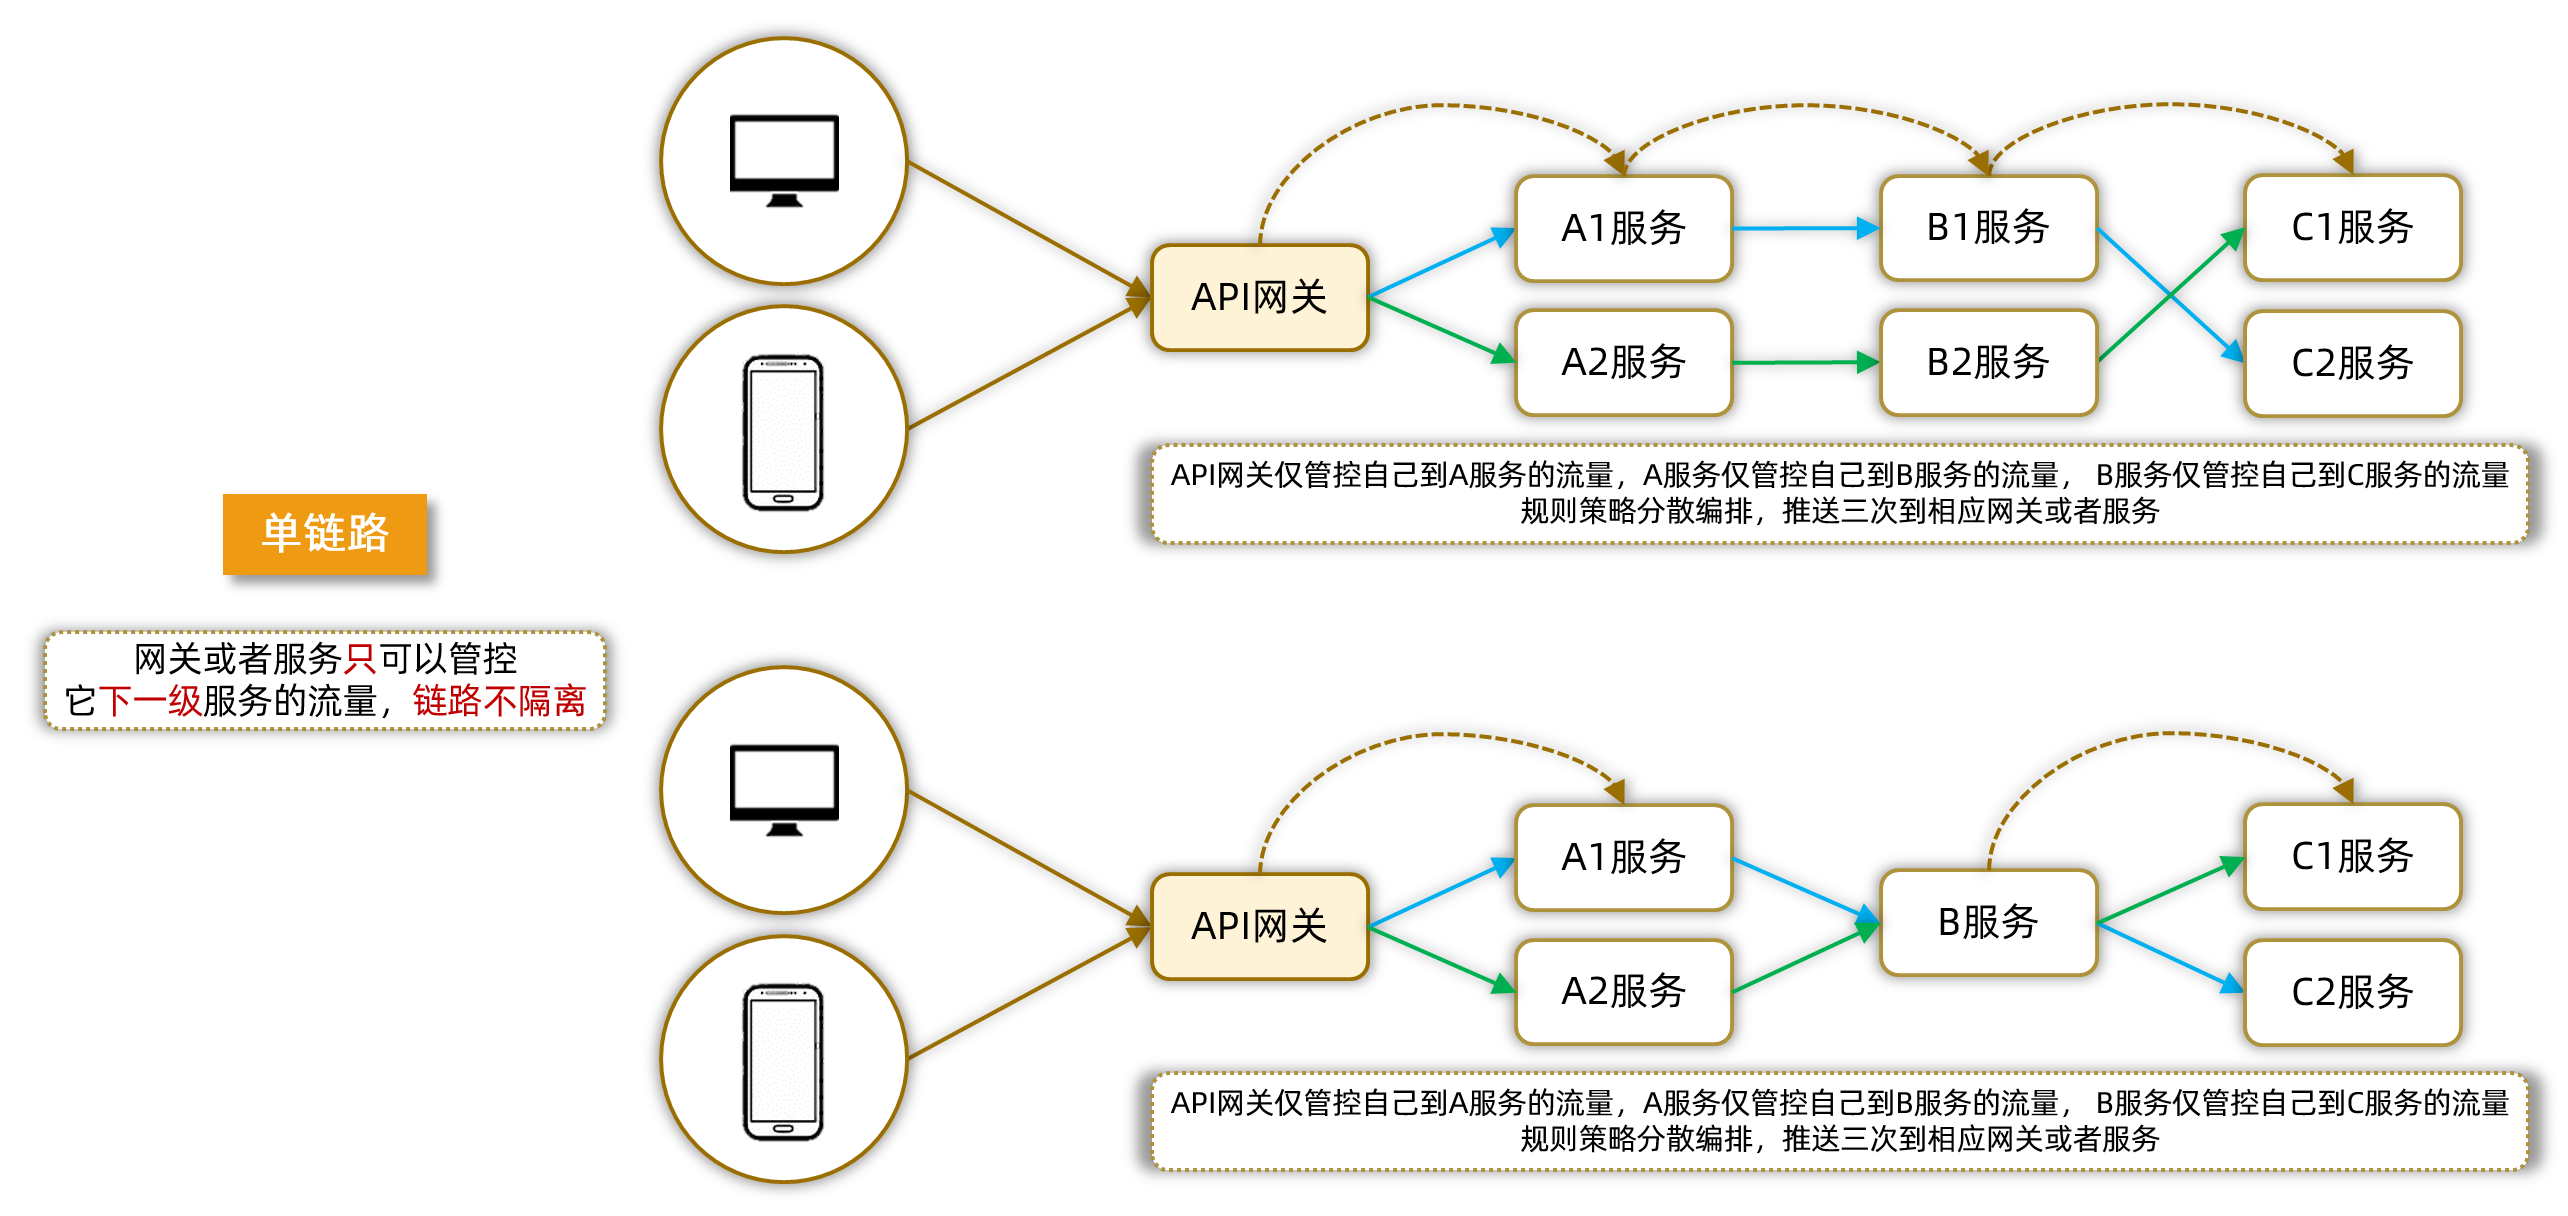 单链路
网关或者服务只可以管控
它下一级服务的流量，链路不隔离
API网关
A1服务
B1服务
C1服务
A2服务
B2服务
C2服务
API网关仅管控自己到A服务的流量，A服务仅管控自己到B服务的流量， B服务仅管控自己到C服务的流量
规则策略分散编排，推送三次到相应网关或者服务
API网关
A1服务
B服务
C1服务
A2服务
C2服务
API网关仅管控自己到A服务的流量，A服务仅管控自己到B服务的流量， B服务仅管控自己到C服务的流量
规则策略分散编排，推送三次到相应网关或者服务